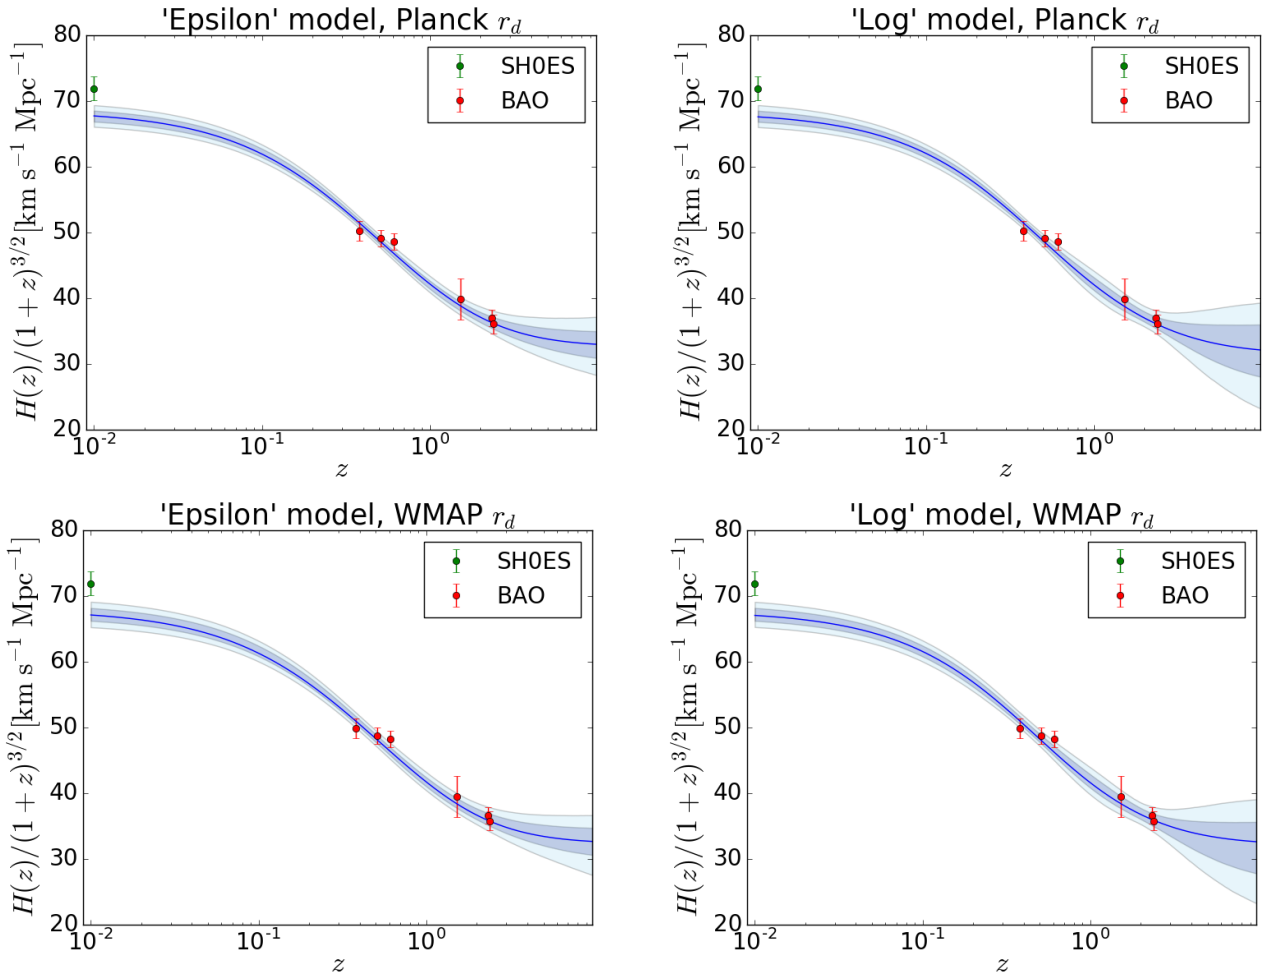 'Epsilon' model, Planck r_d
80
70
60
50
40
30
20
H(z)/(1 + z)^{3/2}[km s^{-1} Mpc^{-1}]
SH0ES
BAO
10^{-2}
10^{-1}
10^{0}
z
'Log' model, Planck r_d
80
70
60
50
40
30
20
H(z)/(1 + z)^{3/2}[km s^{-1} Mpc^{-1}]
SH0ES
BAO
10^{-2}
10^{-1}
10^{0}
z
'Epsilon' model, WMAP r_d
80
70
60
50
40
30
20
H(z)/(1 + z)^{3/2}[km s^{-1} Mpc^{-1}]
SH0ES
BAO
10^{-2}
10^{-1}
10^{0}
z
'Log' model, WMAP r_d
80
70
60
50
40
30
20
H(z)/(1 + z)^{3/2}[km s^{-1} Mpc^{-1}]
SH0ES
BAO
10^{-2}
10^{-1}
10^{0}
z